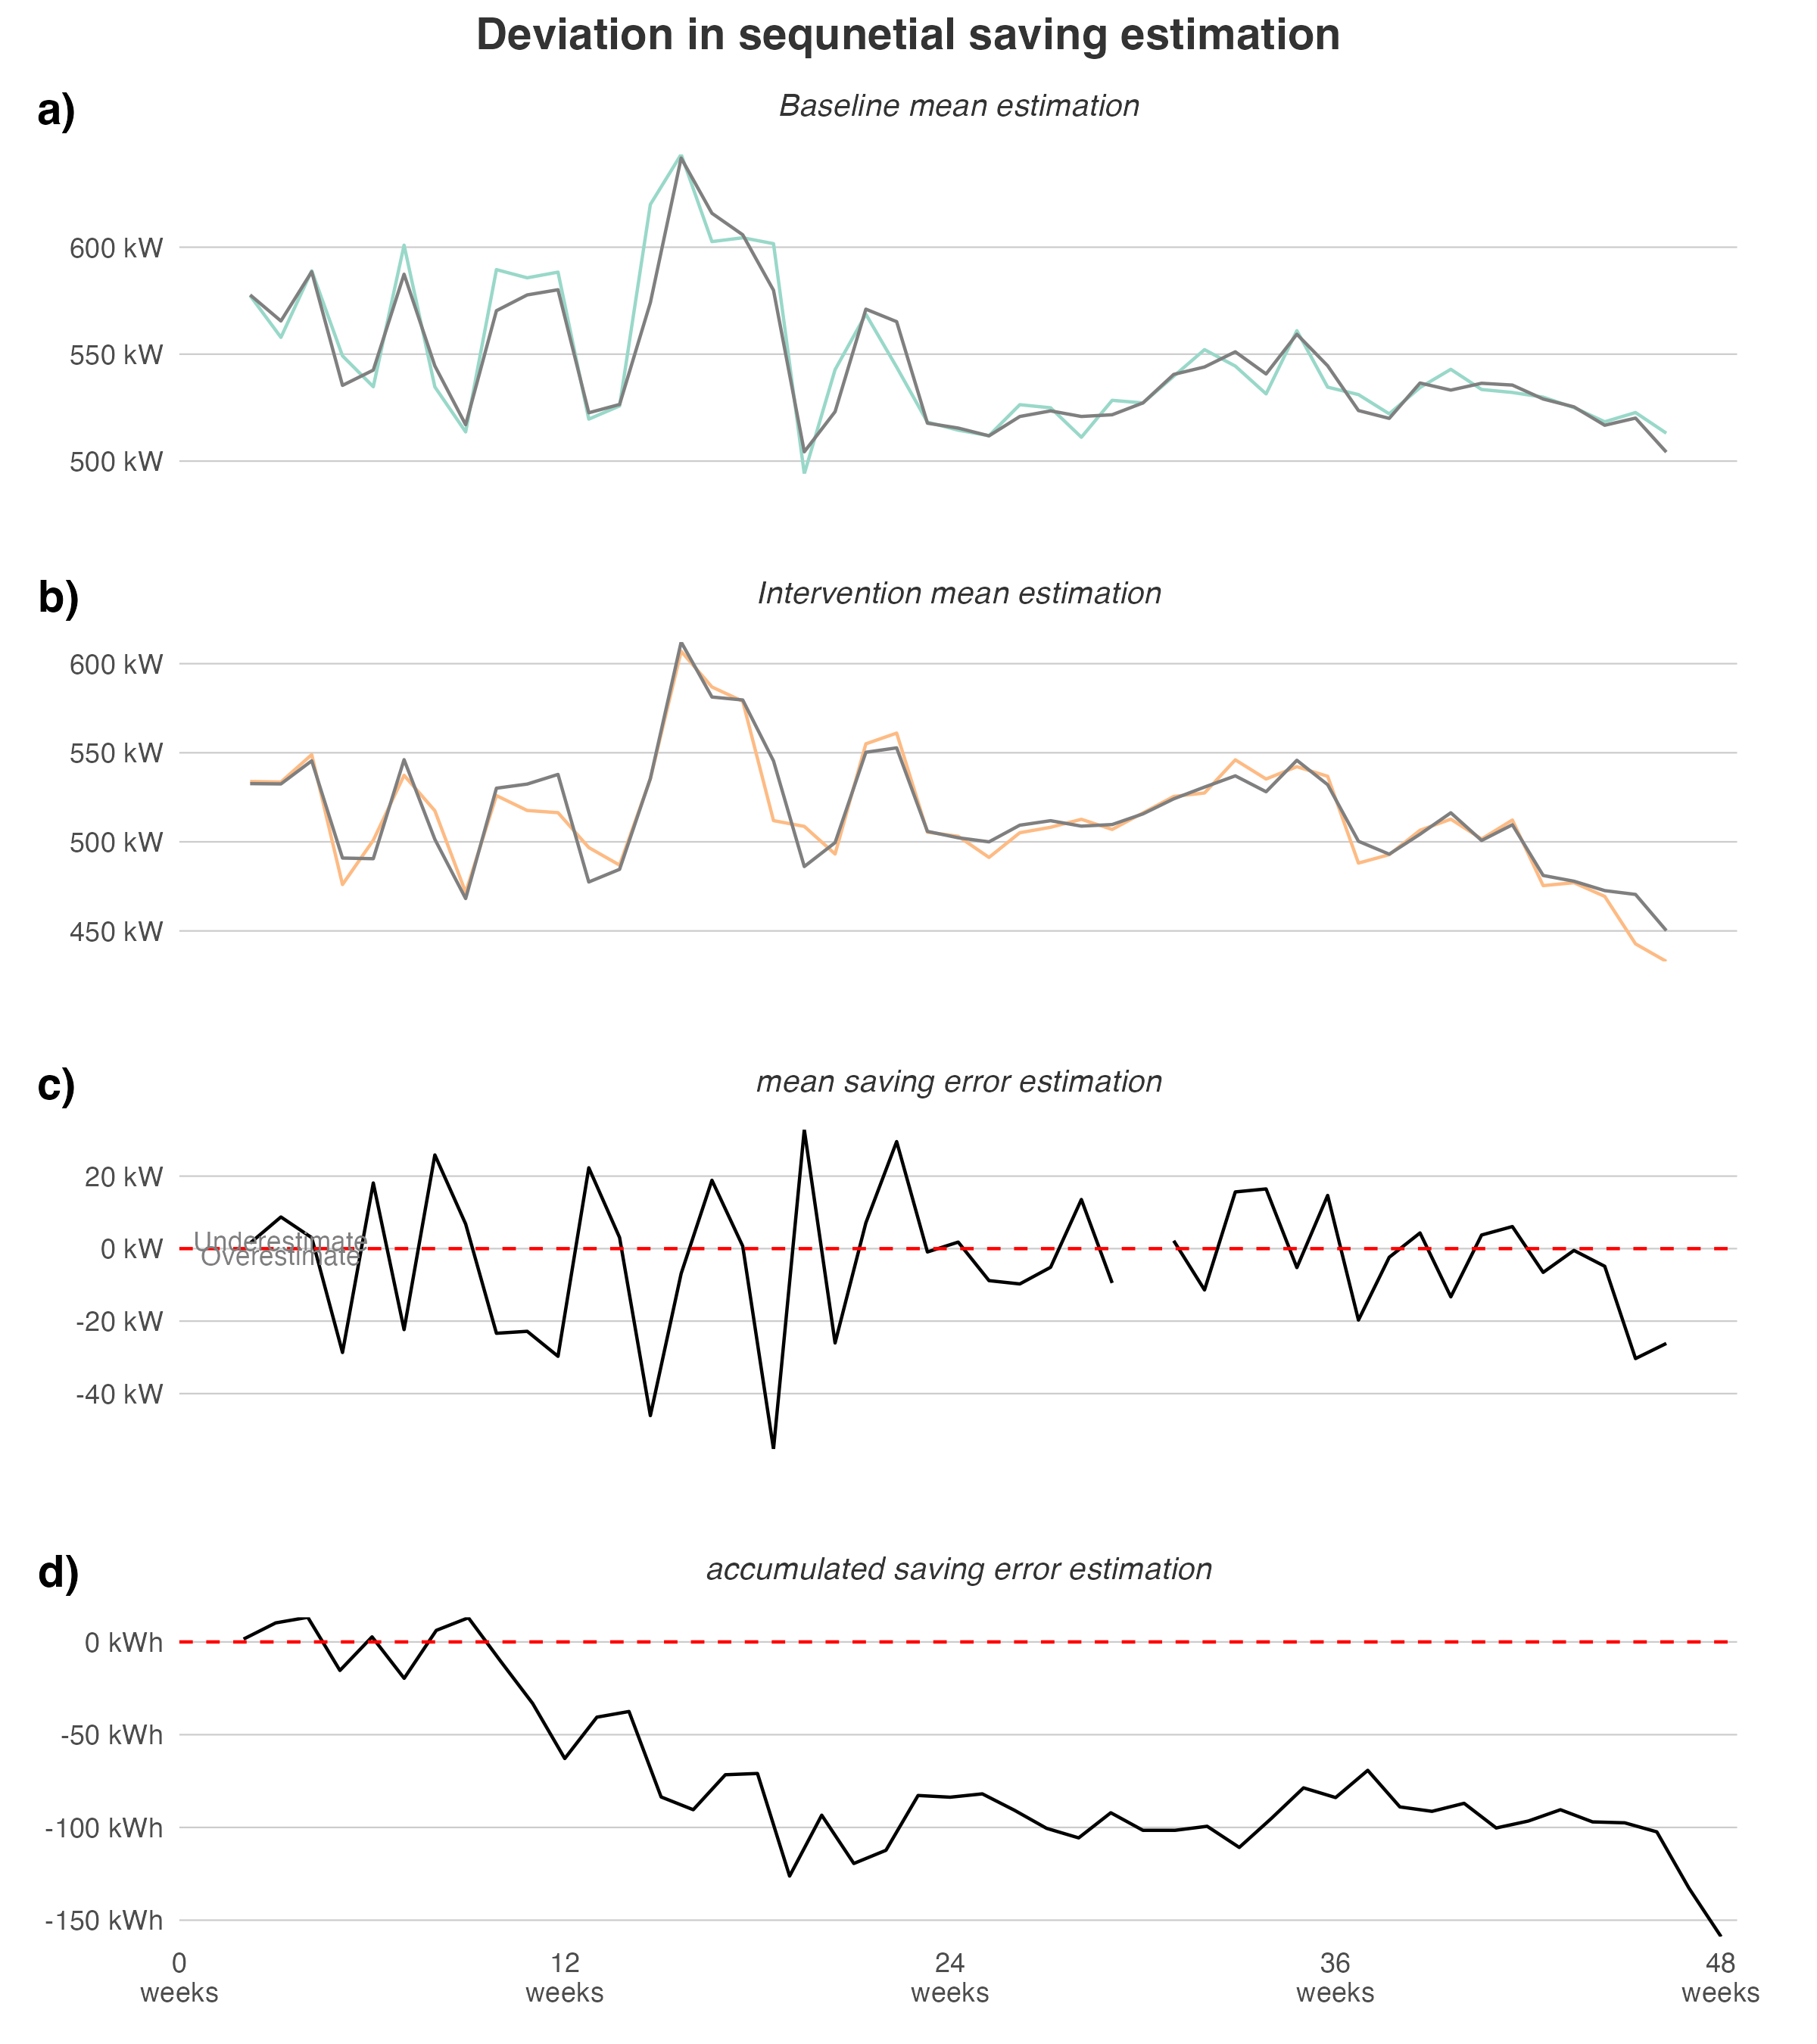 Deviation in sequnetial saving estimation
a)
Baseline mean estimation
600 kW
550 kW
500 kW
b)
Intervention mean estimation
600 kW
550 kW
500 kW
450 kW
c)
mean saving error estimation
20 kW
Underestimate
0 kW
Overestimate
-20 kW
-40 kW
d)
accumulated saving error estimation
0 kWh
-50 kWh
-100 kWh
-150 kWh
0 12 24 36 48
weeks weeks weeks weeks weeks